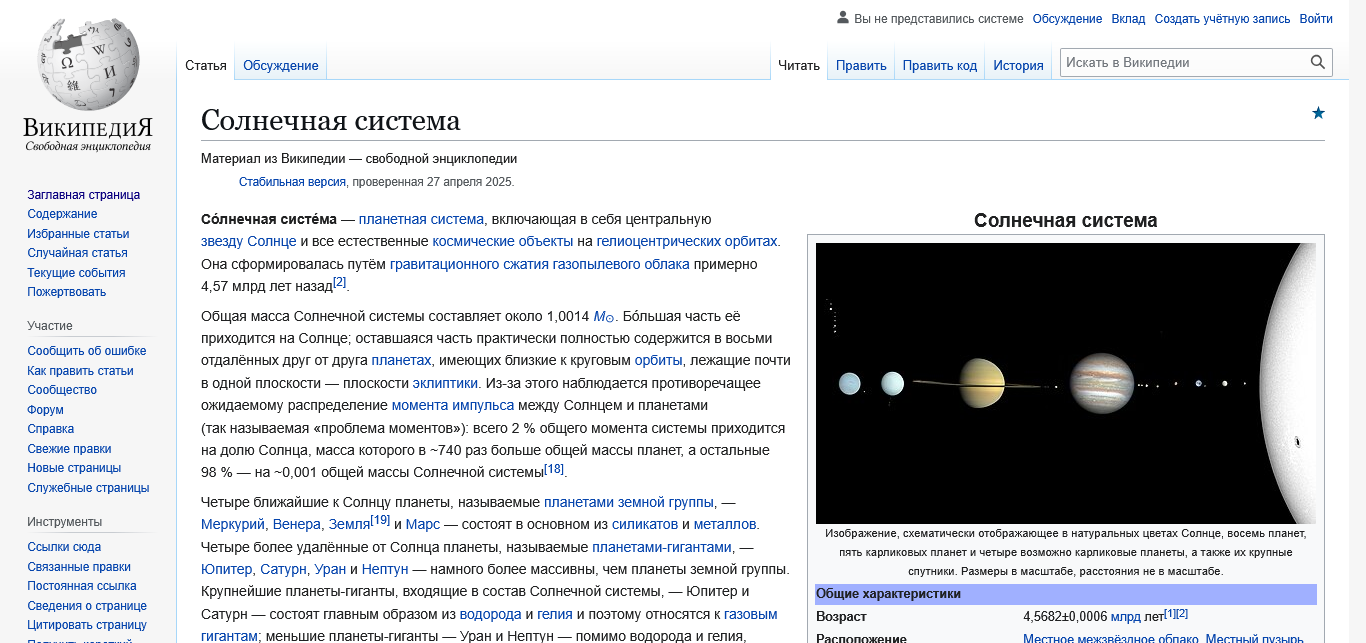 Вы не представились системе Обсуждение Вклад Создать учётную запись Войти
Статья Обсуждение Читать Править Править код История Искать в Википедии
ВикипедиЯ
Свободная энциклопедия
Заглавная страница
Содержание
Избранные статьи
Случайная статья
Текущие события
Пожертвовать
Участие
Сообщить об ошибке
Как править статьи
Сообщество
Форум
Справка
Свежие правки
Новые страницы
Служебные страницы
Инструменты
Ссылки сюда
Связанные правки
Постоянная ссылка
Сведения о странице
Цитировать страницу
Получить короткий
Солнечная система
Материал из Википедии — свободной энциклопедии
Стабильная версия, проверенная 27 апреля 2025.
Со́лнечная систе́ма — планетная система, включающая в себя центральную
звезду Солнце и все естественные космические объекты на гелиоцентрических орбитах.
Она сформировалась путём гравитационного сжатия газопылевого облака примерно
4,57 млрд лет назад[2].
Общая масса Солнечной системы составляет около 1,0014 M☉. Бо́льшая часть её
приходится на Солнце; оставшаяся часть практически полностью содержится в восьми
отдалённых друг от друга планетах, имеющих близкие к круговым орбиты, лежащие почти
в одной плоскости — плоскости эклиптики. Из-за этого наблюдается противоречащее
ожидаемому распределение момента импульса между Солнцем и планетами
(так называемая «проблема моментов»): всего 2 % общего момента системы приходится
на долю Солнца, масса которого в ~740 раз больше общей массы планет, а остальные
98 % — на ~0,001 общей массы Солнечной системы[18].
Четыре ближайшие к Солнцу планеты, называемые планетами земной группы, —
Меркурий, Венера, Земля[19] и Марс — состоят в основном из силикатов и металлов.
Четыре более удалённые от Солнца планеты, называемые планетами-гигантами, —
Юпитер, Сатурн, Уран и Нептун — намного более массивны, чем планеты земной группы.
Крупнейшие планеты-гиганты, входящие в состав Солнечной системы, — Юпитер и
Сатурн — состоят главным образом из водорода и гелия и поэтому относятся к газовым
гигантам; меньшие планеты-гиганты — Уран и Нептун — помимо водорода и гелия,
Солнечная система
Изображение, схематически отображающее в натуральных цветах Солнце, восемь планет,
пять карликовых планет и четыре возможно карликовые планеты, а также их крупные
спутники. Размеры в масштабе, расстояния не в масштабе.
Общие характеристики
Возраст 4,5682±0,0006 млрд лет[1][2]
Расположение Местное межзвёздное облако, Местный пузырь